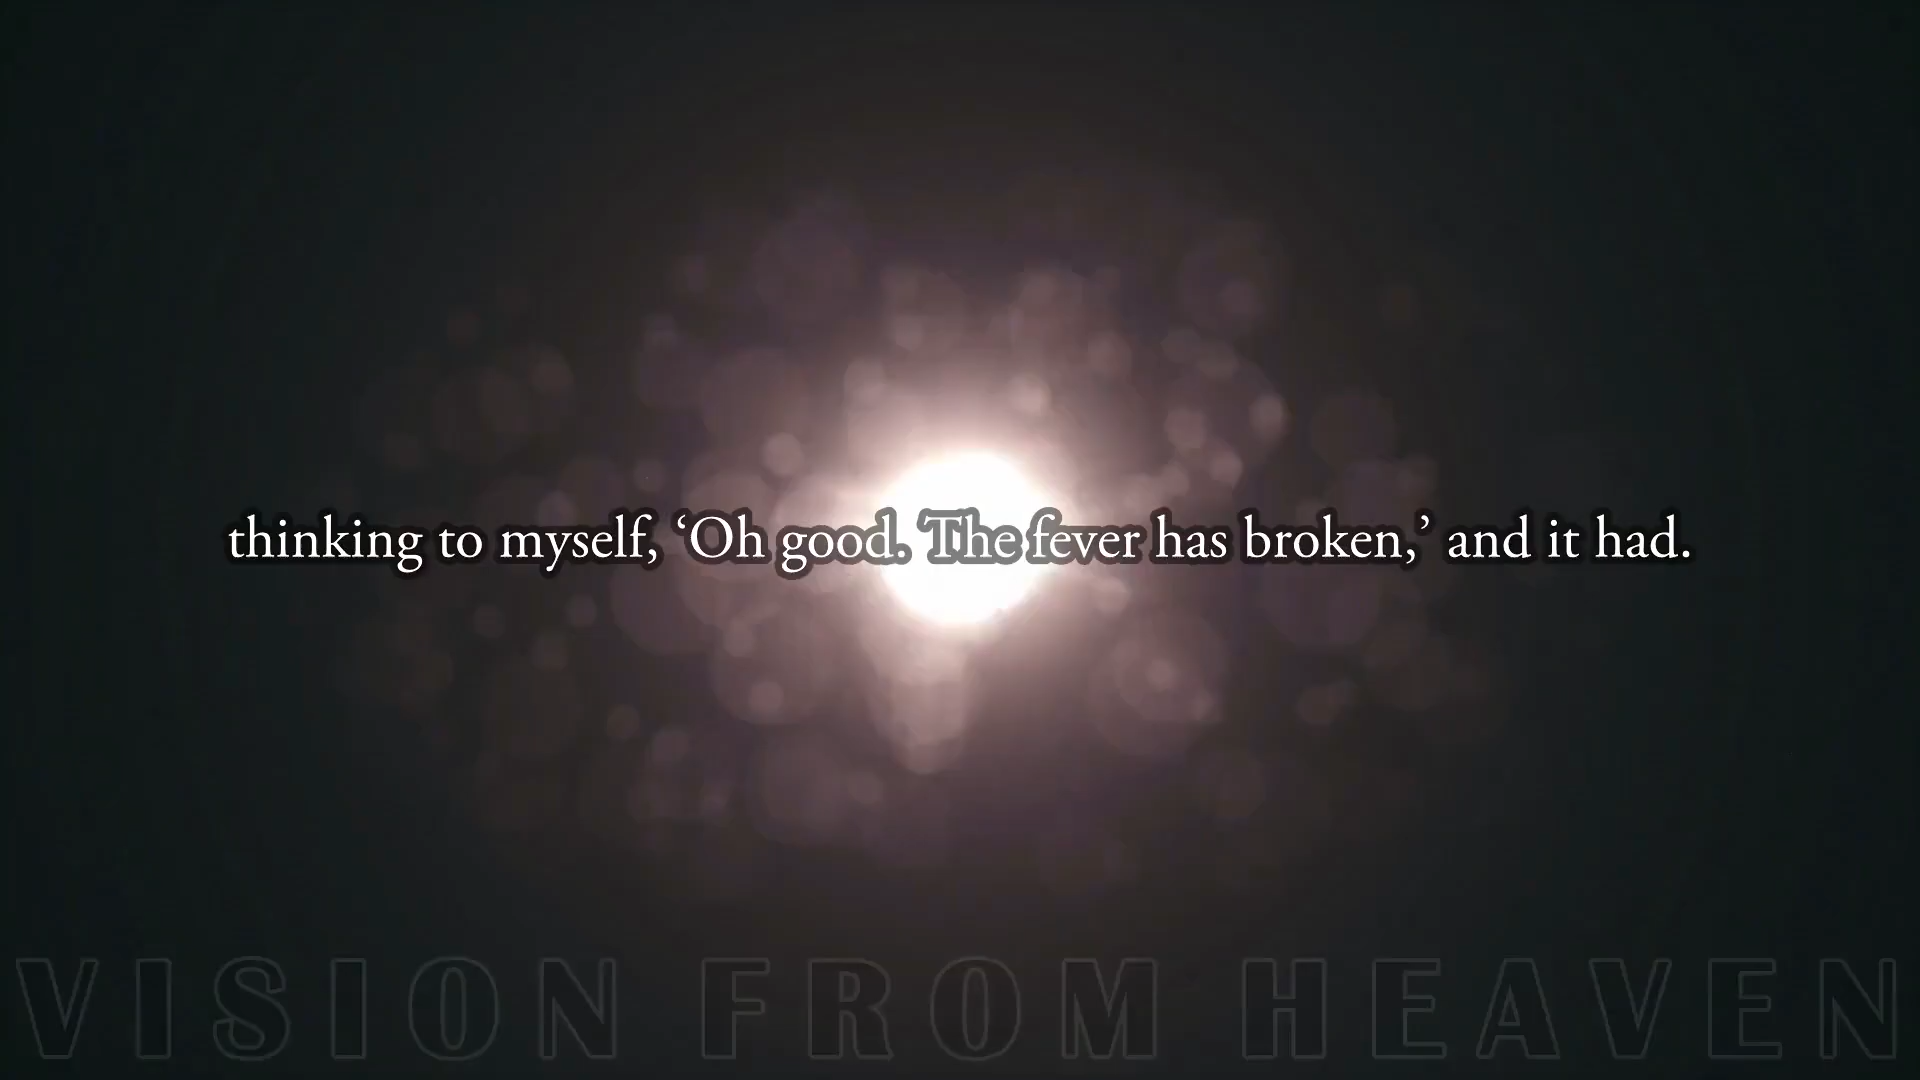 thinking to myself, ‘Oh good. The fever has broken,’ and it had.
VISION FROM HEAVEN